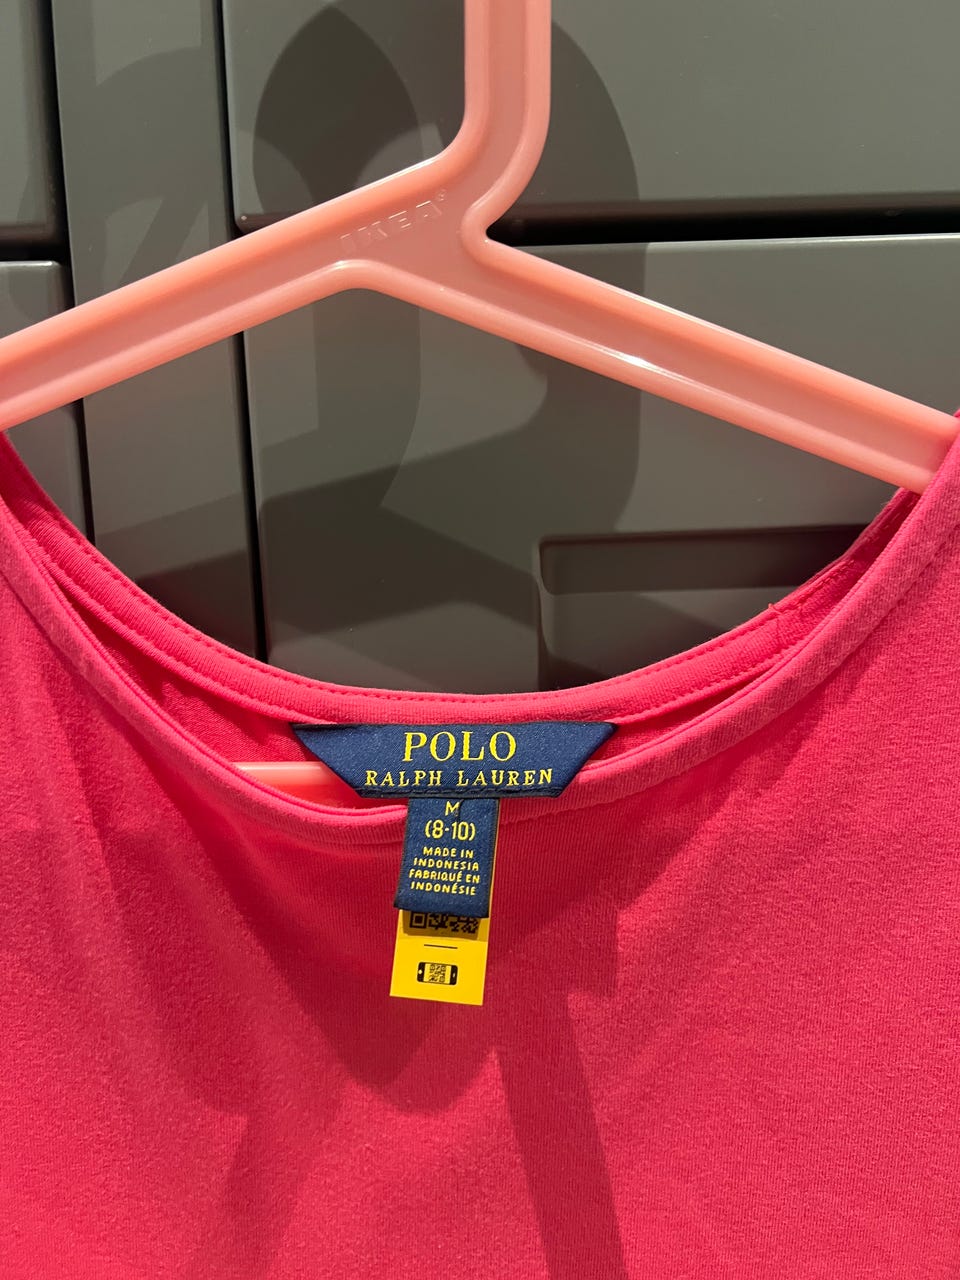 IKEA®
POLO
RALPH LAUREN
M
(8-10)
MADE IN
INDONESIA
FABRIQUÉ EN
INDONÉSIE